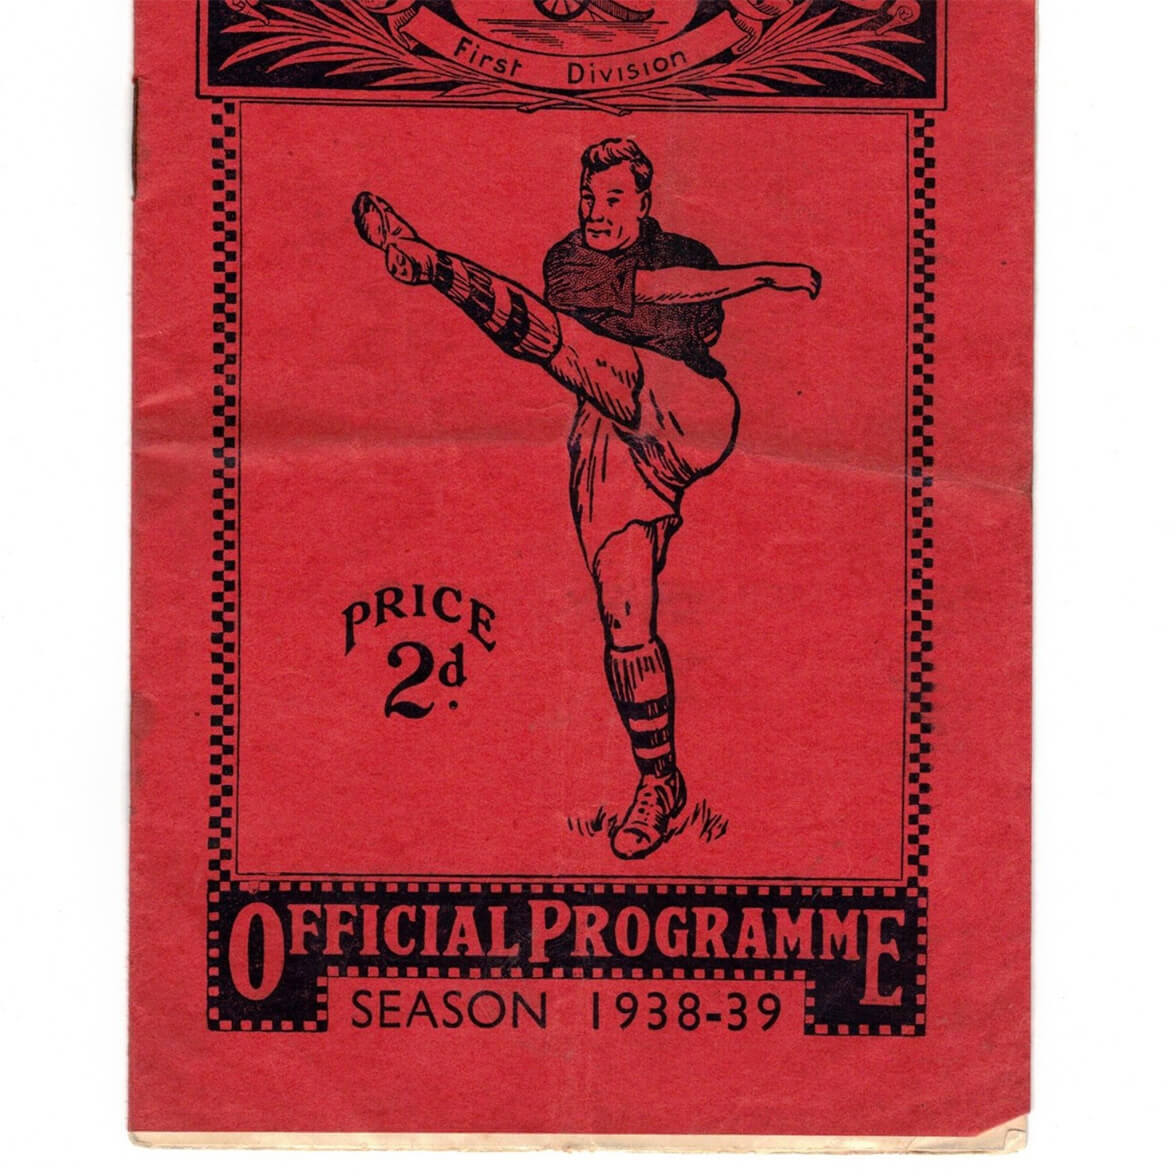 First Division
PRICE
2d.
OFFICIAL PROGRAMME
SEASON 1938-39